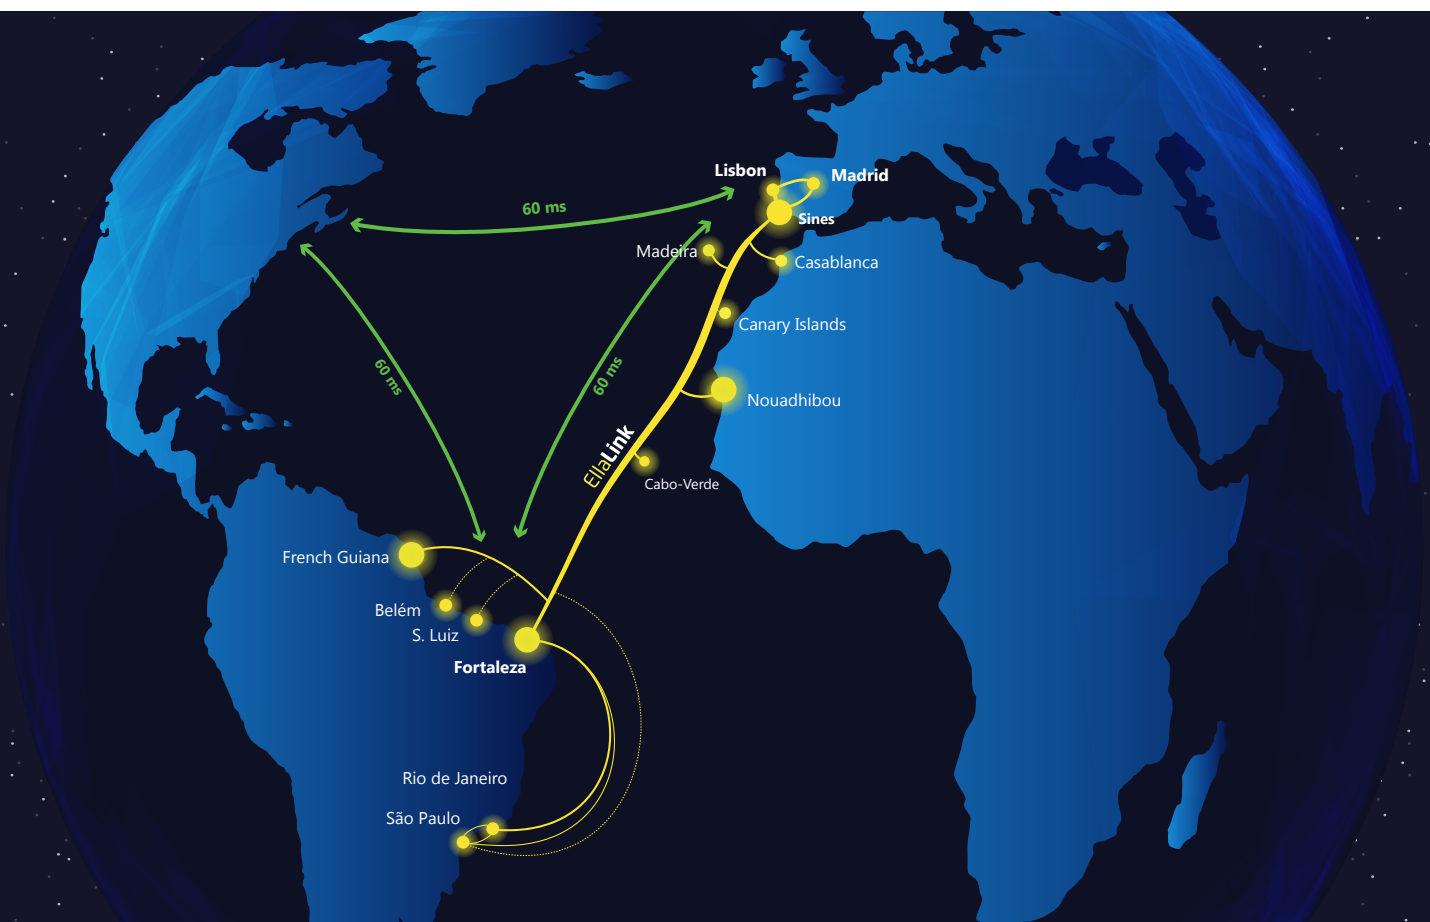 Lisbon
Madrid
60 ms
Sines
Madeira
Casablanca
Canary Islands
60 ms
60 ms
Nouadhibou
EllaLink
Cabo-Verde
French Guiana
Belém
S. Luiz
Fortaleza
Rio de Janeiro
São Paulo